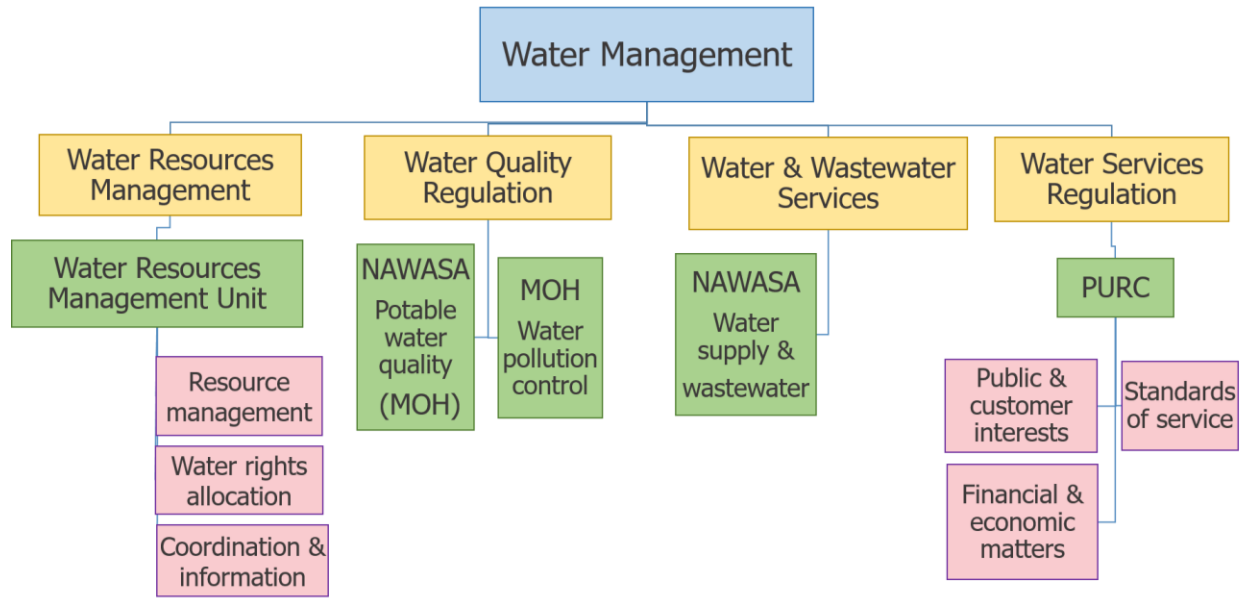 Water Management
Water Resources
Management
Water Quality
Regulation
Water & Wastewater
Services
Water Services
Regulation
Water Resources
Management Unit
Resource
management
Water rights
allocation
Coordination &
information
NAWASA
Potable
water
quality
(MOH)
MOH
Water
pollution
control
NAWASA
Water
supply &
wastewater
PURC
Public &
customer
interests
Standards
of service
Financial &
economic
matters